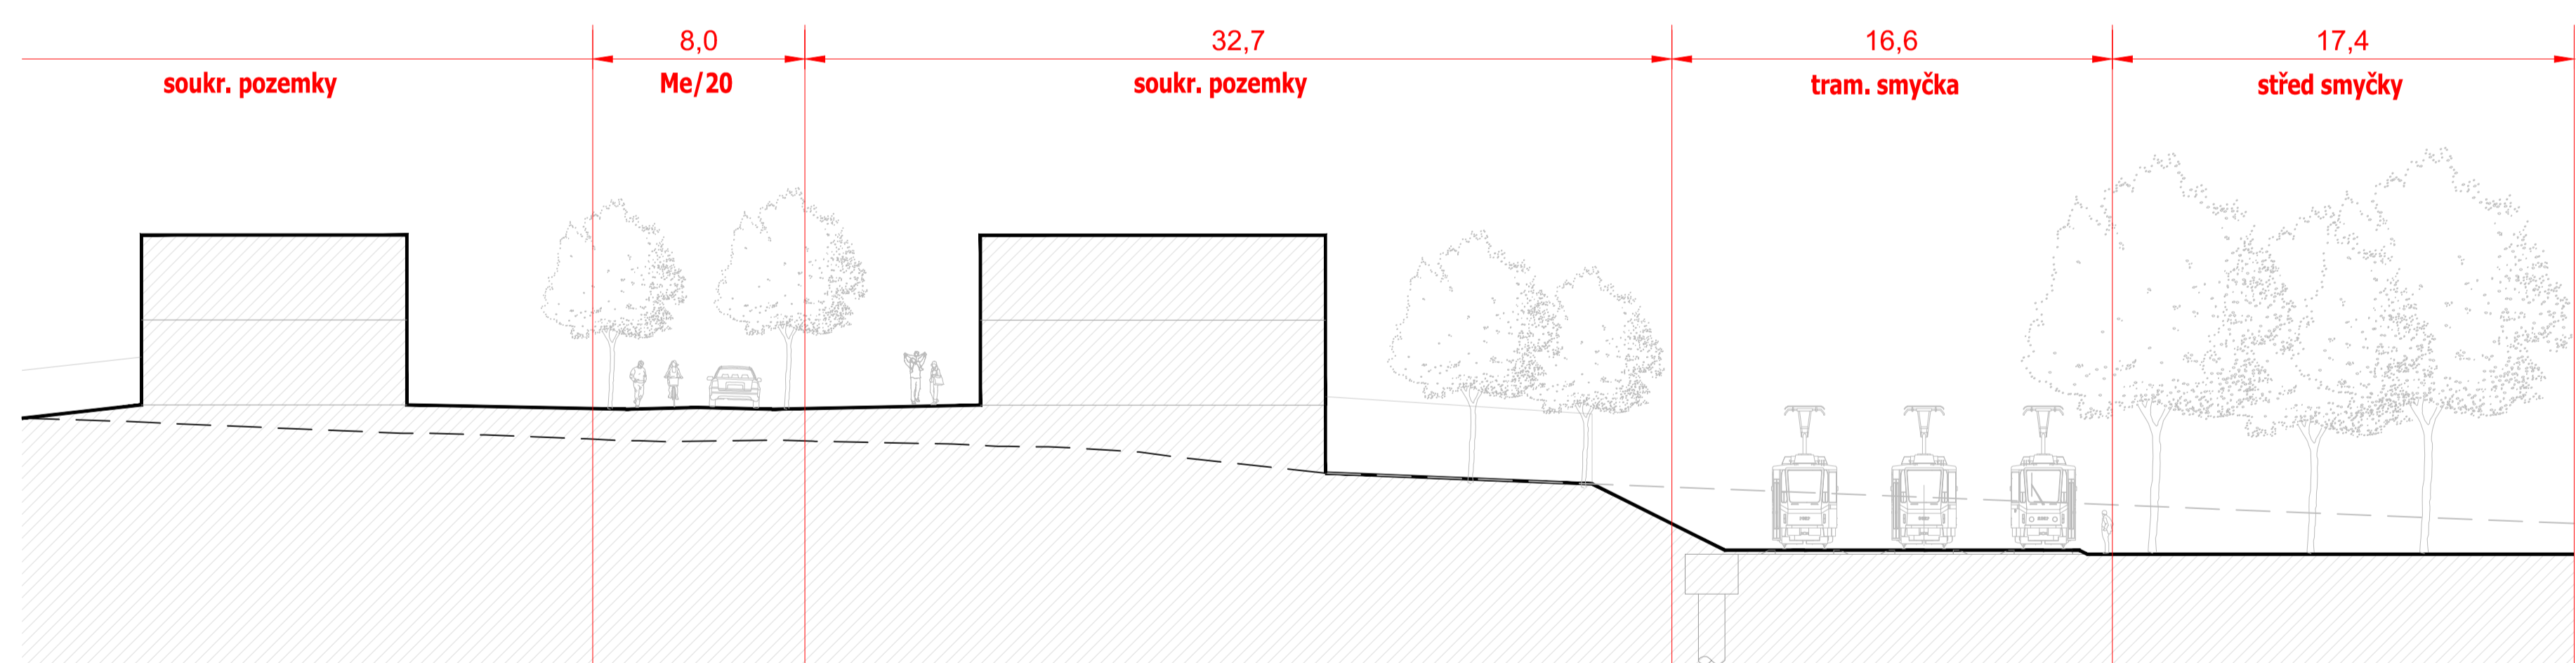 8,0
32,7
16,6
17,4
soukr. pozemky
Me/20
soukr. pozemky
tram. smyčka
střed smyčky